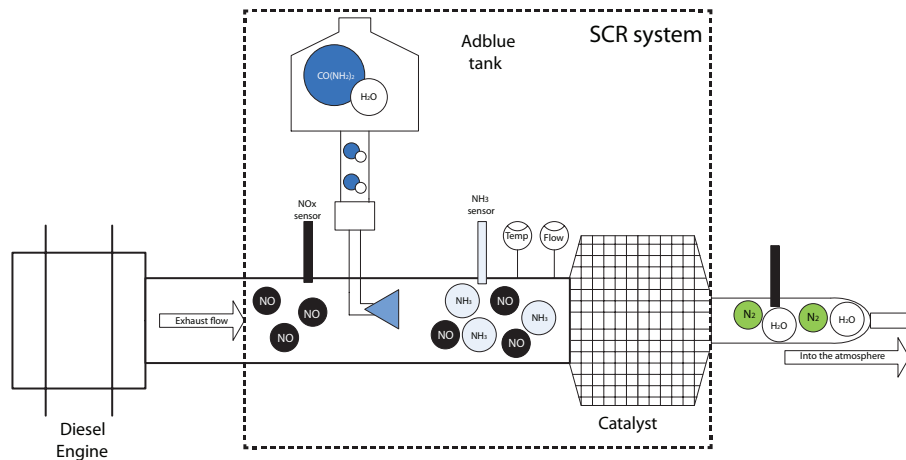 SCR system
Adblue
tank
CO(NH₂)₂
H₂O
NOx
sensor
NH3
sensor
Temp
Flow
Exhaust flow
NO
NO
NO
NH₃
NO
NH₃
NO
NH₃
NO
N₂
H₂O
N₂
H₂O
Into the atmosphere
Catalyst
Diesel
Engine